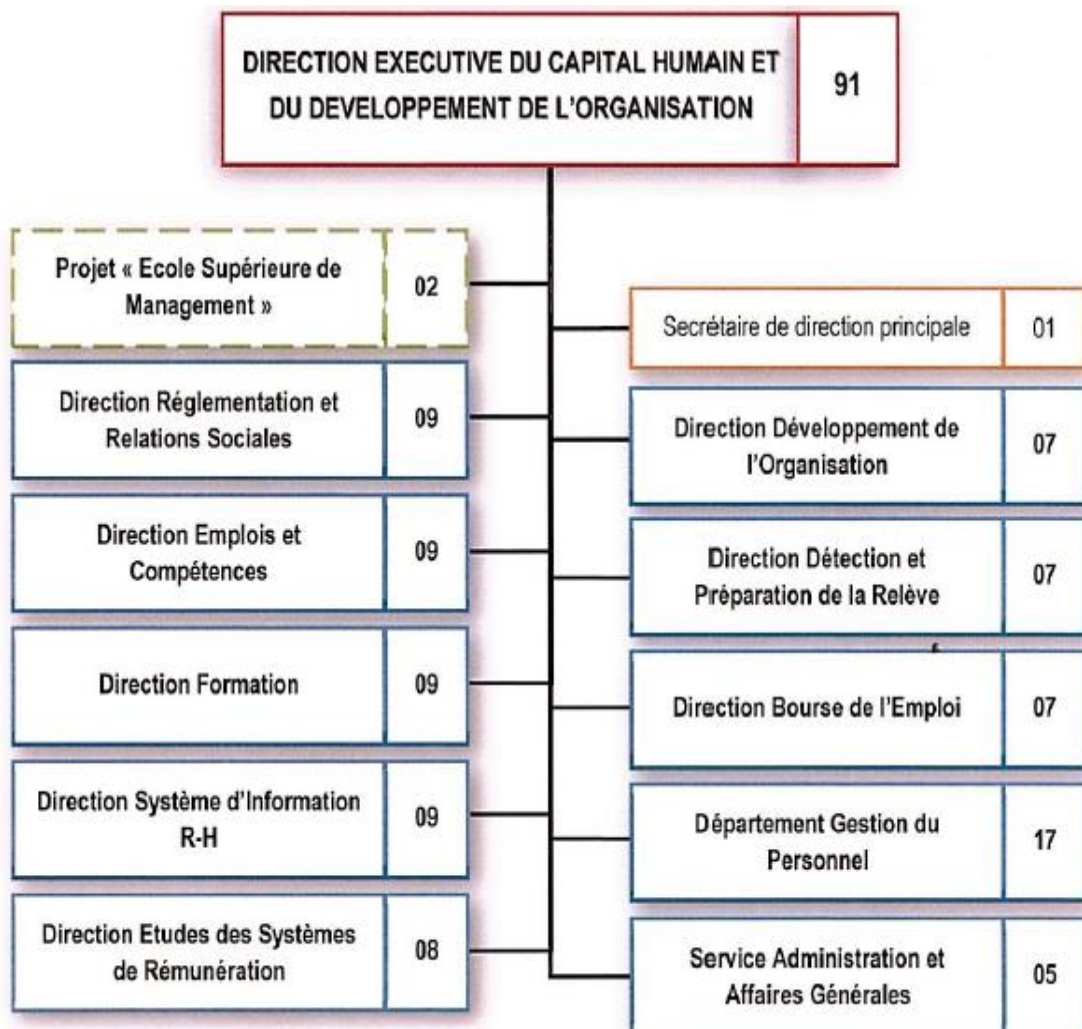 DIRECTION EXECUTIVE DU CAPITAL HUMAIN ET
DU DEVELOPPEMENT DE L'ORGANISATION
91
Projet « Ecole Supérieure de
Management »
02
Direction Réglementation et
Relations Sociales
09
Direction Emplois et
Compétences
09
Direction Formation
09
Direction Système d'Information
R-H
09
Direction Etudes des Systèmes
de Rémunération
08
Secrétaire de direction principale
01
Direction Développement de
l'Organisation
07
Direction Détection et
Préparation de la Relève
07
Direction Bourse de l'Emploi
07
Département Gestion du
Personnel
17
Service Administration et
Affaires Générales
05